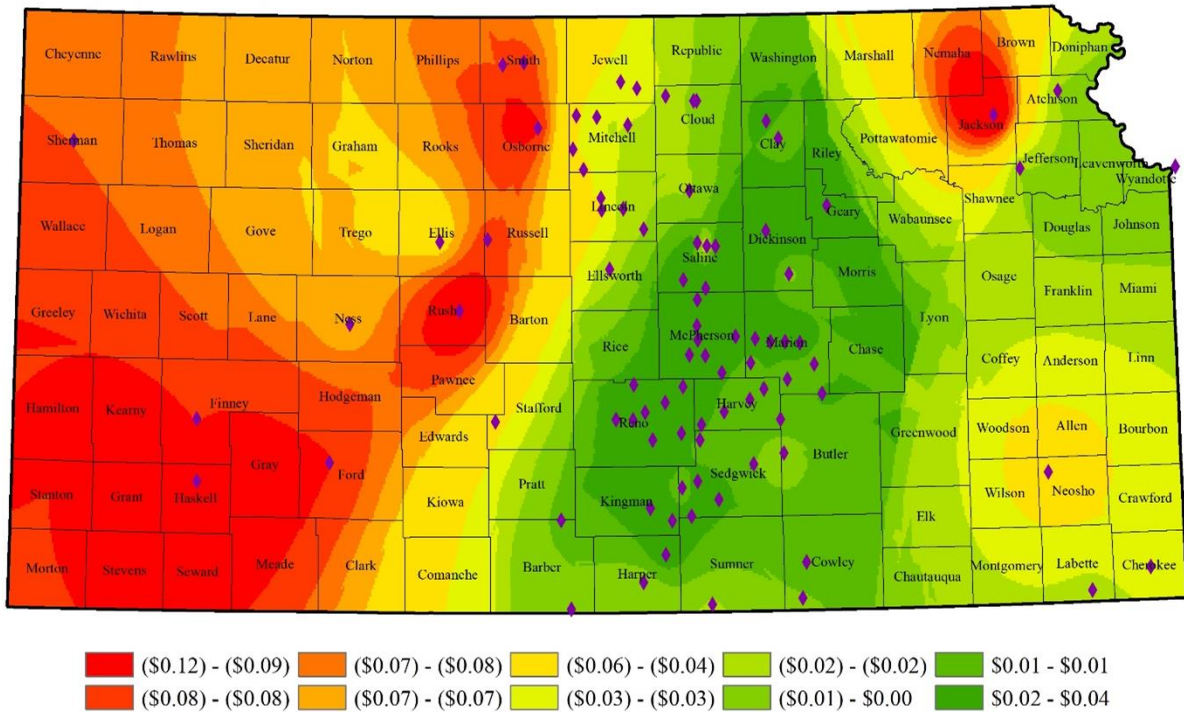 Cheyenne Rawlins Decatur Norton Phillips Smith Jewell Republic Washington Marshall Nemaha Brown Doniphan
Sherman Thomas Sheridan Graham Rooks Osborne Mitchell Cloud Clay Riley Pottawatomie Jackson Atchison
Jefferson Leavenworth
Wyandotte
Wallace Logan Gove Trego Ellis Russell Lincoln Ottawa Dickinson Geary Wabaunsee Shawnee Douglas Johnson
Greeley Wichita Scott Lane Ness Rush Barton Ellsworth Saline Morris Lyon Osage Franklin Miami
Hamilton Kearny Finney Hodgeman Pawnee Stafford Rice McPherson Marion Chase Coffey Anderson Linn
Edwards Reno Harvey Greenwood Woodson Allen Bourbon
Stanton Grant Haskell Gray Ford Kiowa Pratt Kingman Sedgwick Butler Elk Wilson Neosho Crawford
Morton Stevens Seward Meade Clark Comanche Barber Harper Sumner Cowley Chautauqua Montgomery Labette Cherokee
($0.12) - ($0.09) ($0.07) - ($0.08) ($0.06) - ($0.04) ($0.02) - ($0.02) $0.01 - $0.01
($0.08) - ($0.08) ($0.07) - ($0.07) ($0.03) - ($0.03) ($0.01) - $0.00 $0.02 - $0.04